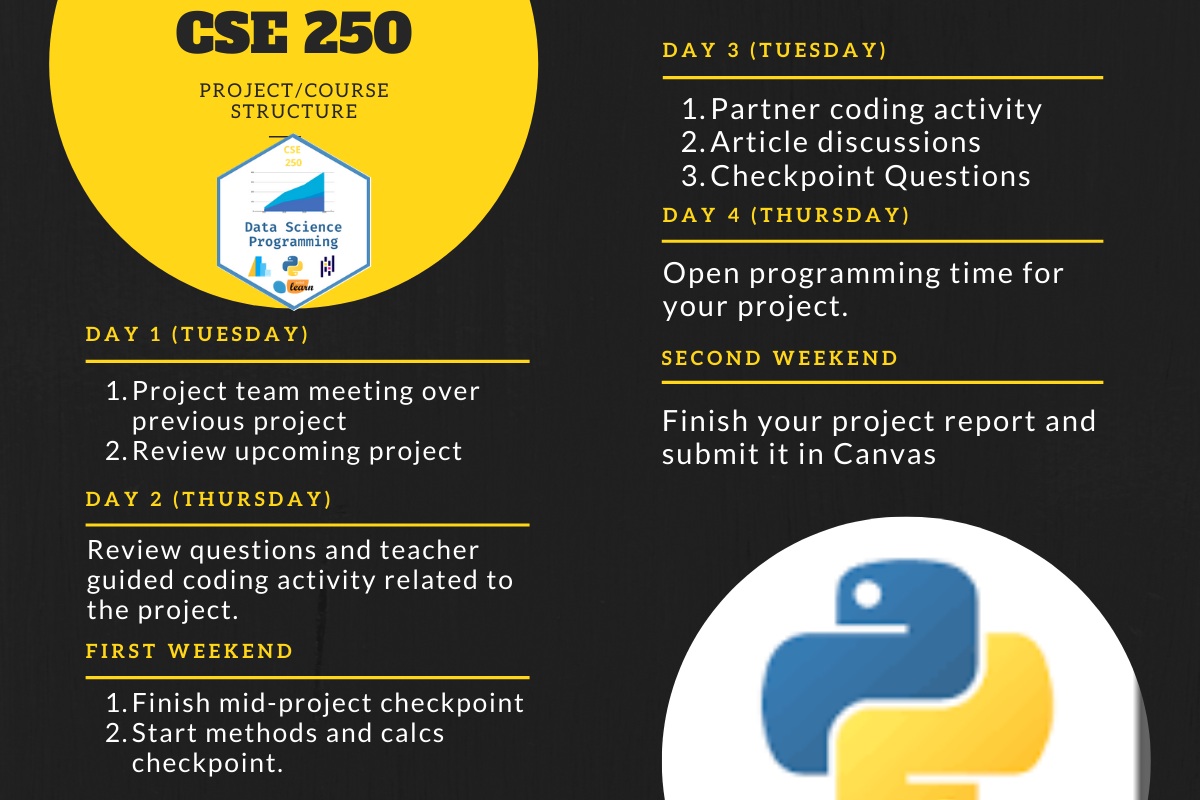 CSE 250
PROJECT/COURSE
STRUCTURE
CSE
250
Data Science
Programming
learn
DAY 1 (TUESDAY)
1. Project team meeting over
previous project
2. Review upcoming project
DAY 2 (THURSDAY)
Review questions and teacher
guided coding activity related to
the project.
FIRST WEEKEND
1. Finish mid-project checkpoint
2. Start methods and calcs
checkpoint.
DAY 3 (TUESDAY)
1. Partner coding activity
2. Article discussions
3. Checkpoint Questions
DAY 4 (THURSDAY)
Open programming time for
your project.
SECOND WEEKEND
Finish your project report and
submit it in Canvas